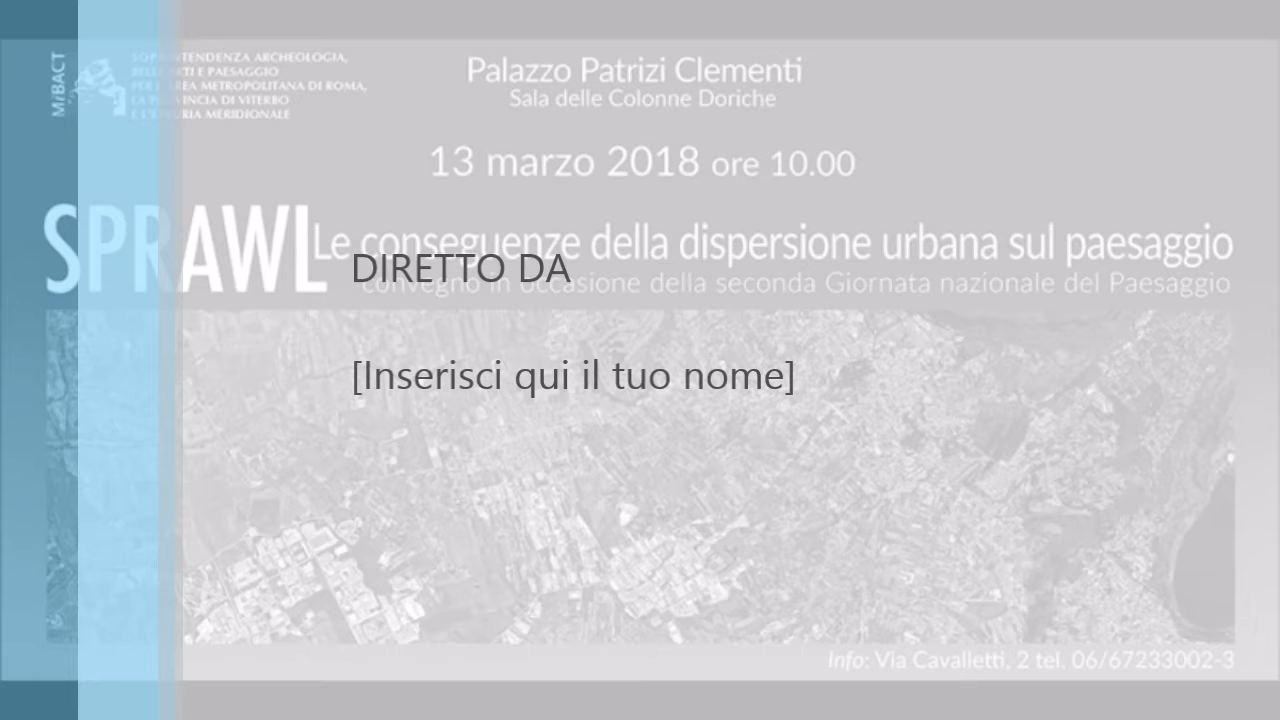 MiBACT
SOPRINTENDENZA ARCHEOLOGIA,
BELLE ARTI E PAESAGGIO
PER L'AREA METROPOLITANA DI ROMA,
LA PROVINCIA DI VITERBO
E L'ETRURIA MERIDIONALE
Palazzo Patrizi Clementi
Sala delle Colonne Doriche
13 marzo 2018 ore 10.00
SPRAWL Le conseguenze della dispersione urbana sul paesaggio
convegno in occasione della seconda Giornata nazionale del Paesaggio
DIRETTO DA
[Inserisci qui il tuo nome]
Info: Via Cavalletti, 2 tel. 06/67233002-3